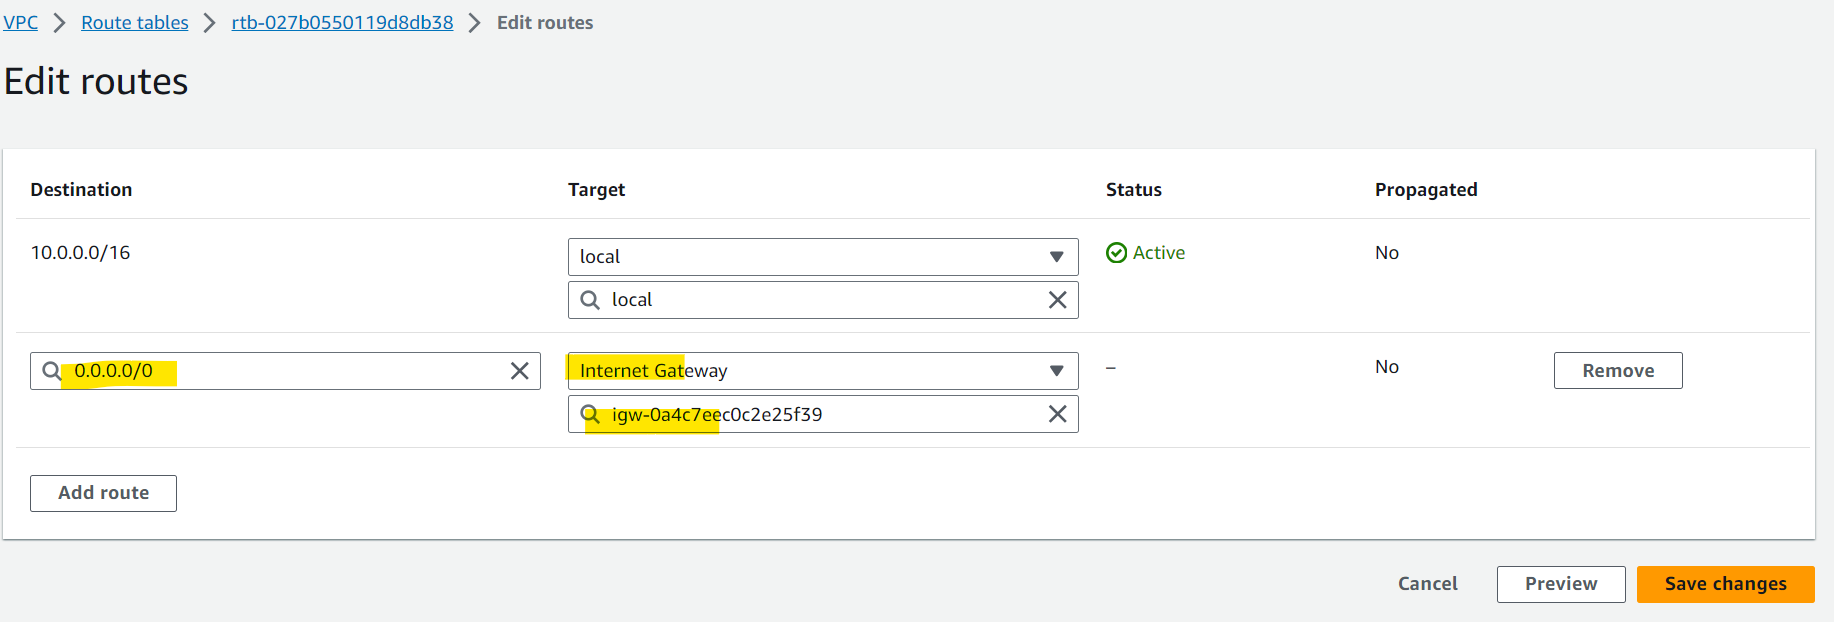 VPC > Route tables > rtb-027b0550119d8db38 > Edit routes
Edit routes
Destination Target Status Propagated
10.0.0.0/16 local Active No
local
0.0.0.0/0 Internet Gateway – No Remove
igw-0a4c7eec0c2e25f39
Add route
Cancel Preview Save changes